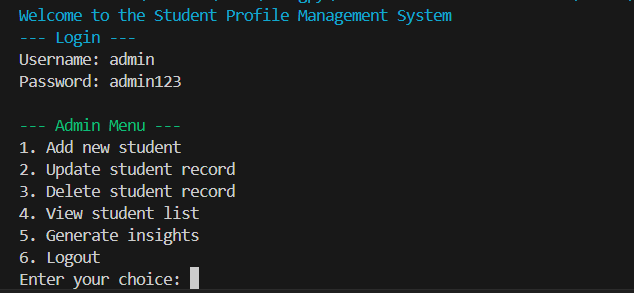 Welcome to the Student Profile Management System
--- Login ---
Username: admin
Password: admin123
--- Admin Menu ---
1. Add new student
2. Update student record
3. Delete student record
4. View student list
5. Generate insights
6. Logout
Enter your choice: